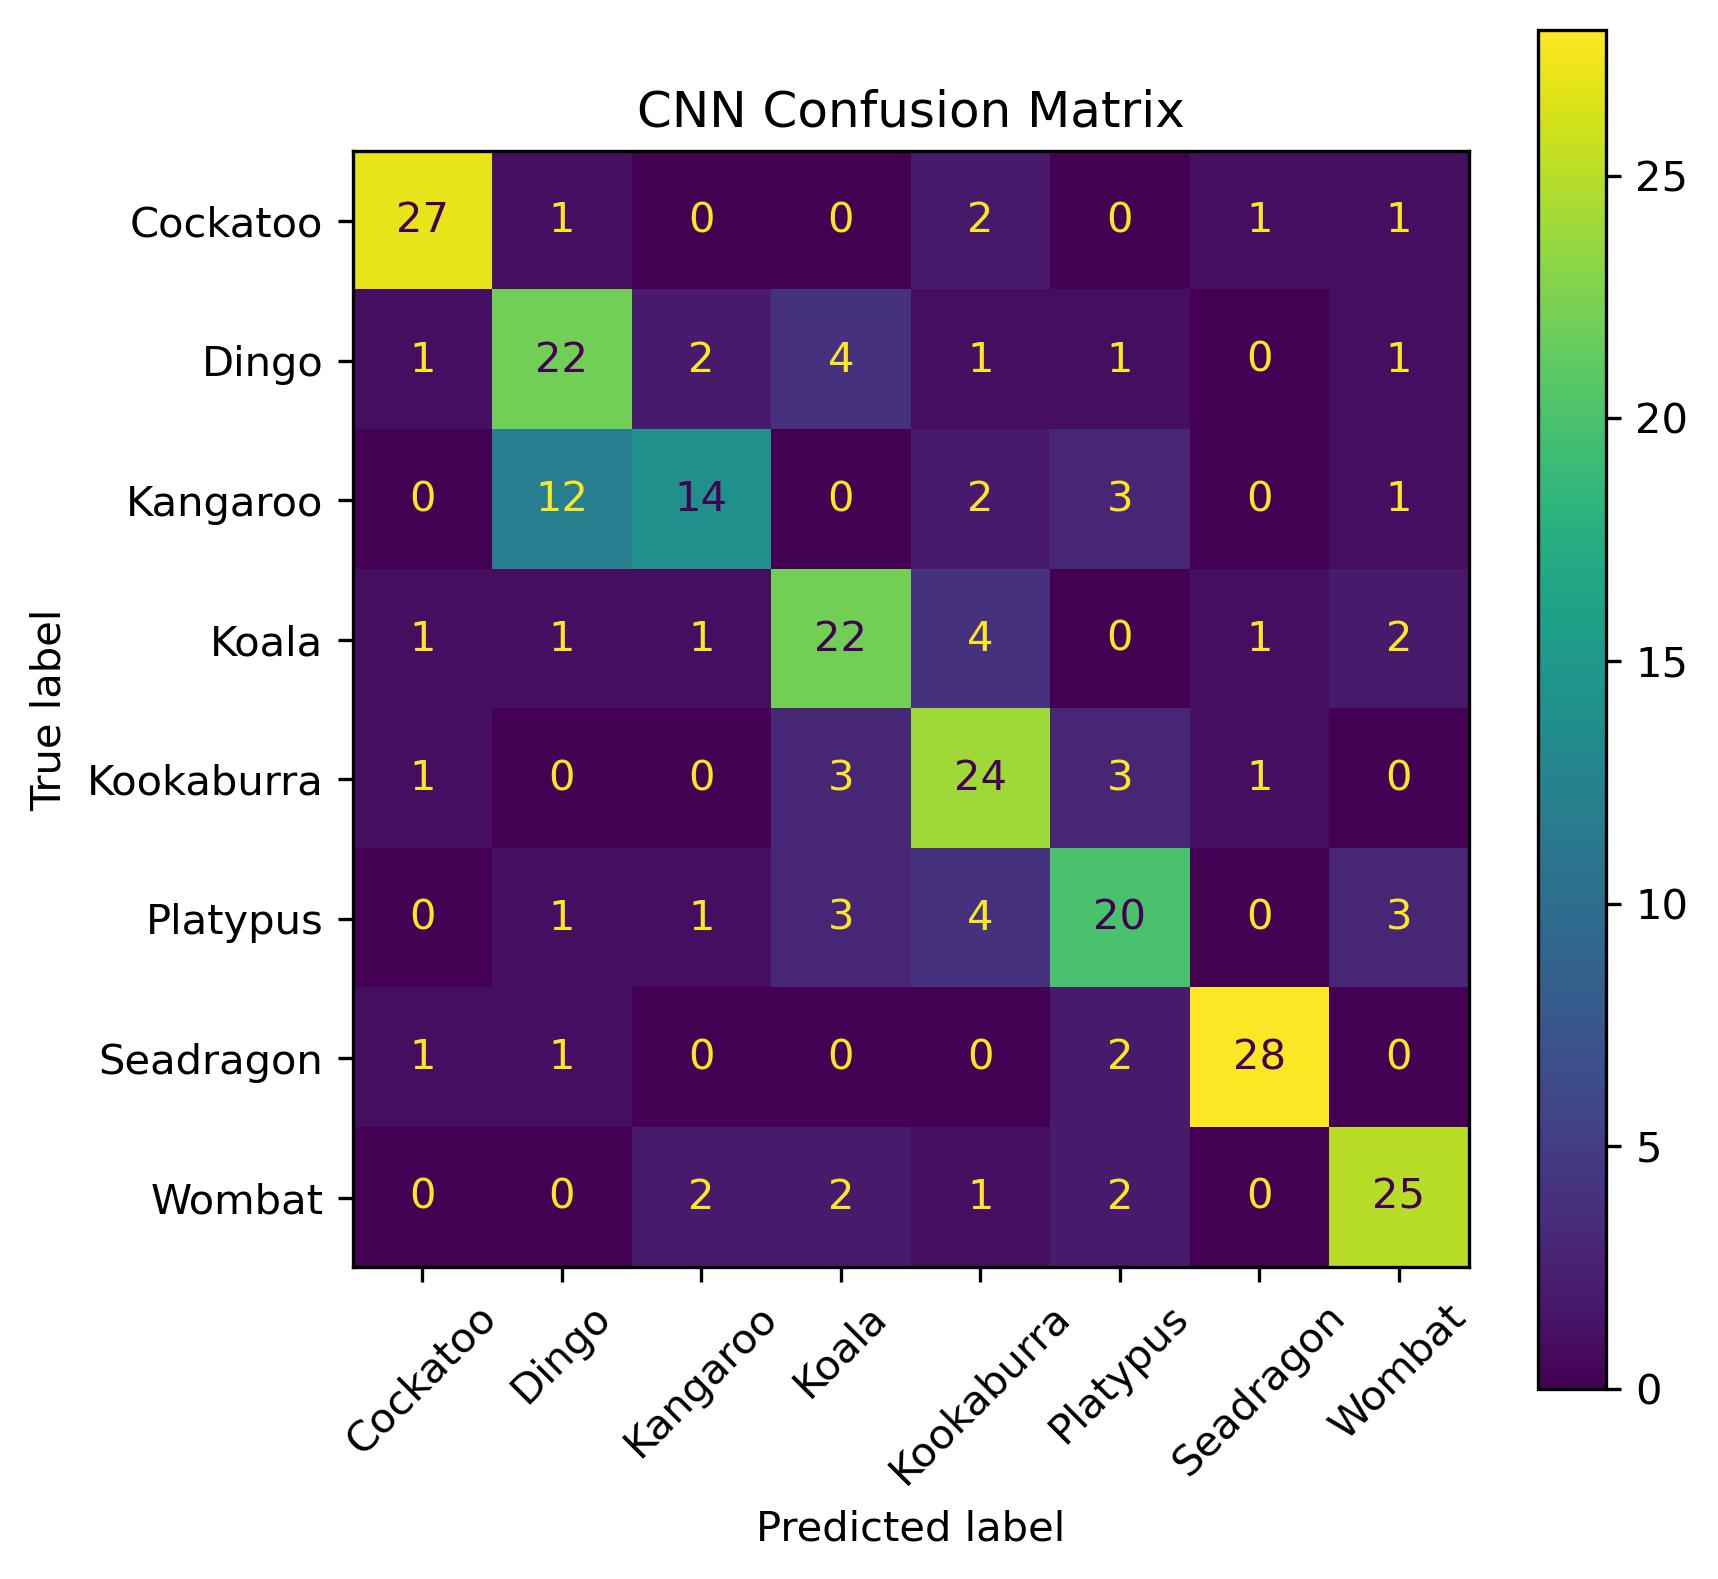 CNN Confusion Matrix
True label
Cockatoo 27 1 0 0 2 0 1 1
Dingo 1 22 2 4 1 1 0 1
Kangaroo 0 12 14 0 2 3 0 1
Koala 1 1 1 22 4 0 1 2
Kookaburra 1 0 0 3 24 3 1 0
Platypus 0 1 1 3 4 20 0 3
Seadragon 1 1 0 0 0 2 28 0
Wombat 0 0 2 2 1 2 0 25
Cockatoo Dingo Kangaroo Koala Kookaburra Platypus Seadragon Wombat
Predicted label
25
20
15
10
5
0